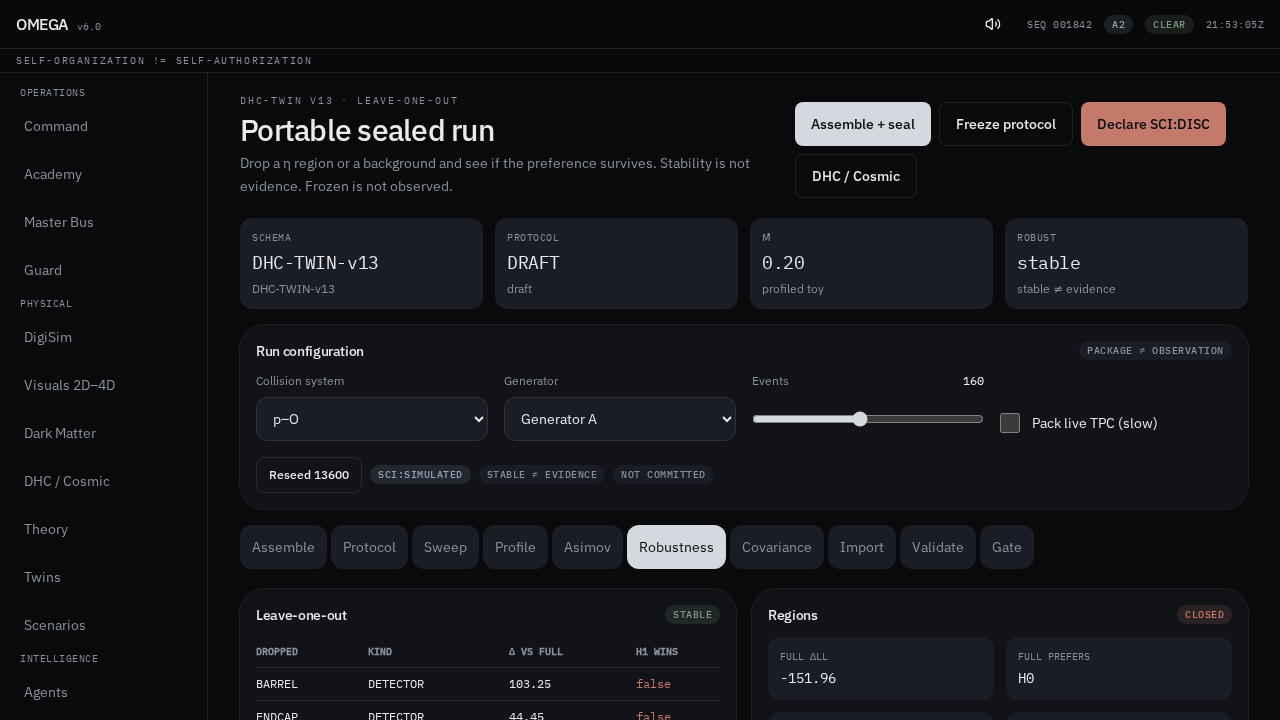 OMEGA v6.0
SEQ 001842 A2 CLEAR 21:53:05Z
SELF-ORGANIZATION != SELF-AUTHORIZATION
OPERATIONS
Command
Academy
Master Bus
Guard
PHYSICAL
DigiSim
Visuals 2D–4D
Dark Matter
DHC / Cosmic
Theory
Twins
Scenarios
INTELLIGENCE
Agents
DHC-TWIN V13 · LEAVE-ONE-OUT
Portable sealed run
Drop a η region or a background and see if the preference survives. Stability is not
evidence. Frozen is not observed.
Assemble + seal
Freeze protocol
Declare SCI:DISC
DHC / Cosmic
SCHEMA
DHC-TWIN-v13
DHC-TWIN-v13
PROTOCOL
DRAFT
draft
M̂
0.20
profiled toy
ROBUST
stable
stable ≠ evidence
Run configuration
PACKAGE ≠ OBSERVATION
Collision system
p–O
Generator
Generator A
Events 160
Pack live TPC (slow)
Reseed 13600
SCI:SIMULATED
STABLE ≠ EVIDENCE
NOT COMMITTED
Assemble
Protocol
Sweep
Profile
Asimov
Robustness
Covariance
Import
Validate
Gate
Leave-one-out
STABLE
DROPPED KIND Δ VS FULL H1 WINS
BARREL DETECTOR 103.25 false
ENDCAP DETECTOR 44.45 false
Regions
CLOSED
FULL ΔLL
-151.96
FULL PREFERS
H0